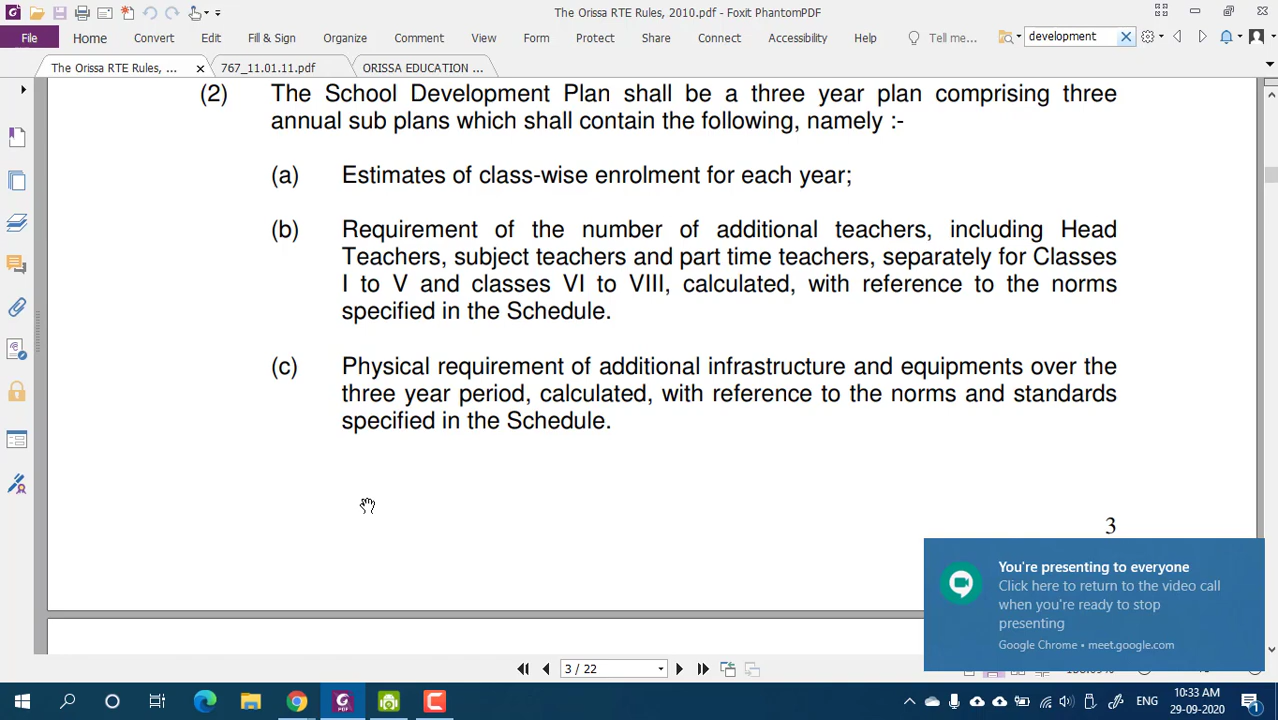 The Orissa RTE Rules, 2010.pdf - Foxit PhantomPDF
File Home Convert Edit Fill & Sign Organize Comment View Form Protect Share Connect Accessibility Help Tell me... development
The Orissa RTE Rules, ... 767_11.01.11.pdf ORISSA EDUCATION ...
(2) The School Development Plan shall be a three year plan comprising three
annual sub plans which shall contain the following, namely :-
(a) Estimates of class-wise enrolment for each year;
(b) Requirement of the number of additional teachers, including Head
Teachers, subject teachers and part time teachers, separately for Classes
I to V and classes VI to VIII, calculated, with reference to the norms
specified in the Schedule.
(c) Physical requirement of additional infrastructure and equipments over the
three year period, calculated, with reference to the norms and standards
specified in the Schedule.
3
You're presenting to everyone
Click here to return to the video call
when you're ready to stop
presenting
Google Chrome • meet.google.com
3 / 22
ENG
10:33 AM
29-09-2020